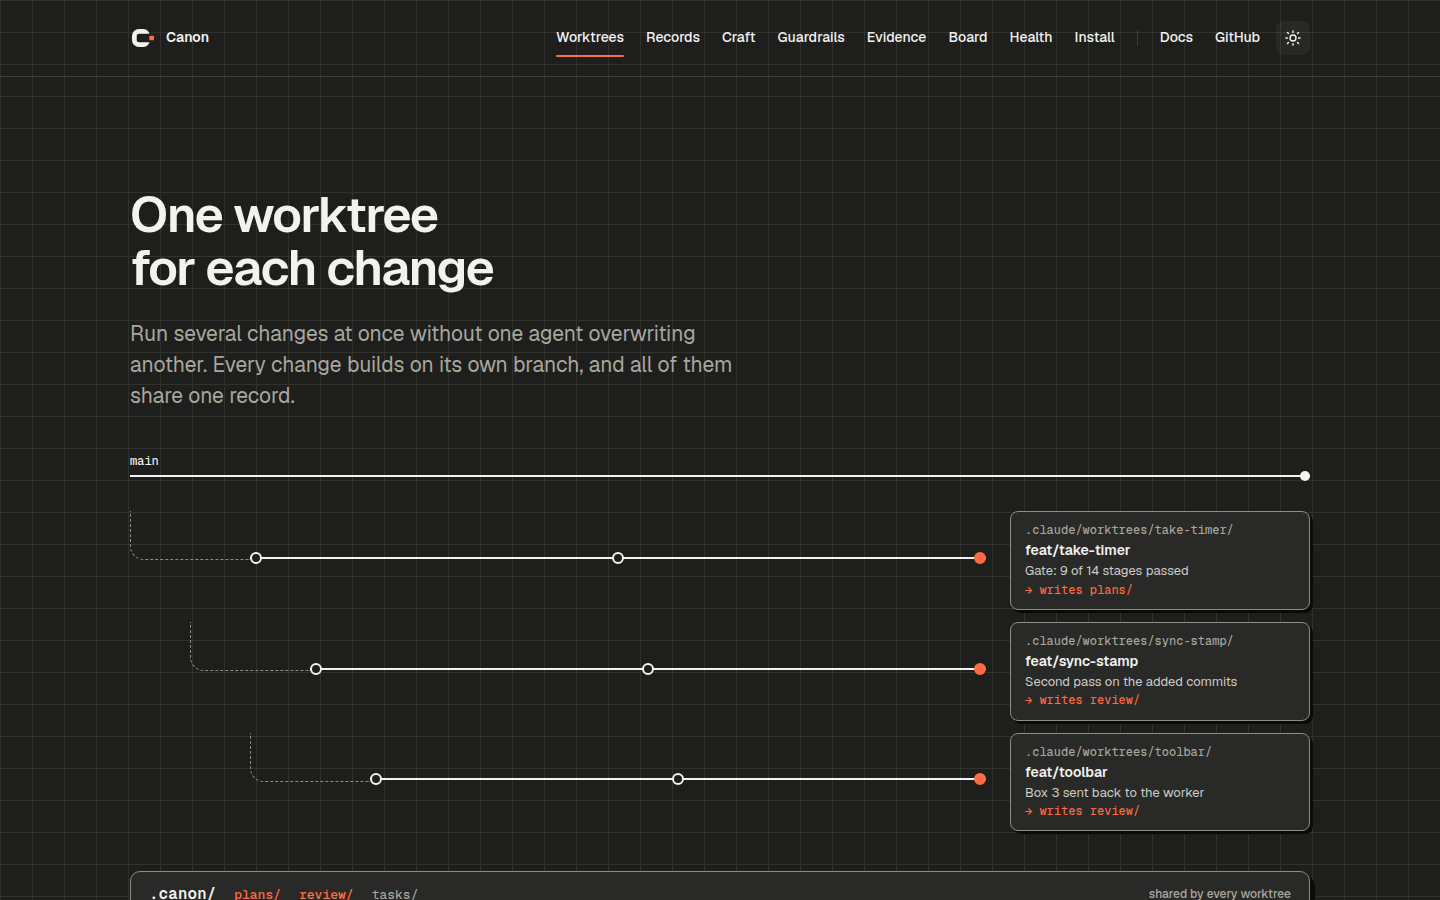 Canon
Worktrees Records Craft Guardrails Evidence Board Health Install Docs GitHub
One worktree
for each change
Run several changes at once without one agent overwriting
another. Every change builds on its own branch, and all of them
share one record.
main
.claude/worktrees/take-timer/
feat/take-timer
Gate: 9 of 14 stages passed
→ writes plans/
.claude/worktrees/sync-stamp/
feat/sync-stamp
Second pass on the added commits
→ writes review/
.claude/worktrees/toolbar/
feat/toolbar
Box 3 sent back to the worker
→ writes review/
.canon/ plans/ review/ tasks/ shared by every worktree